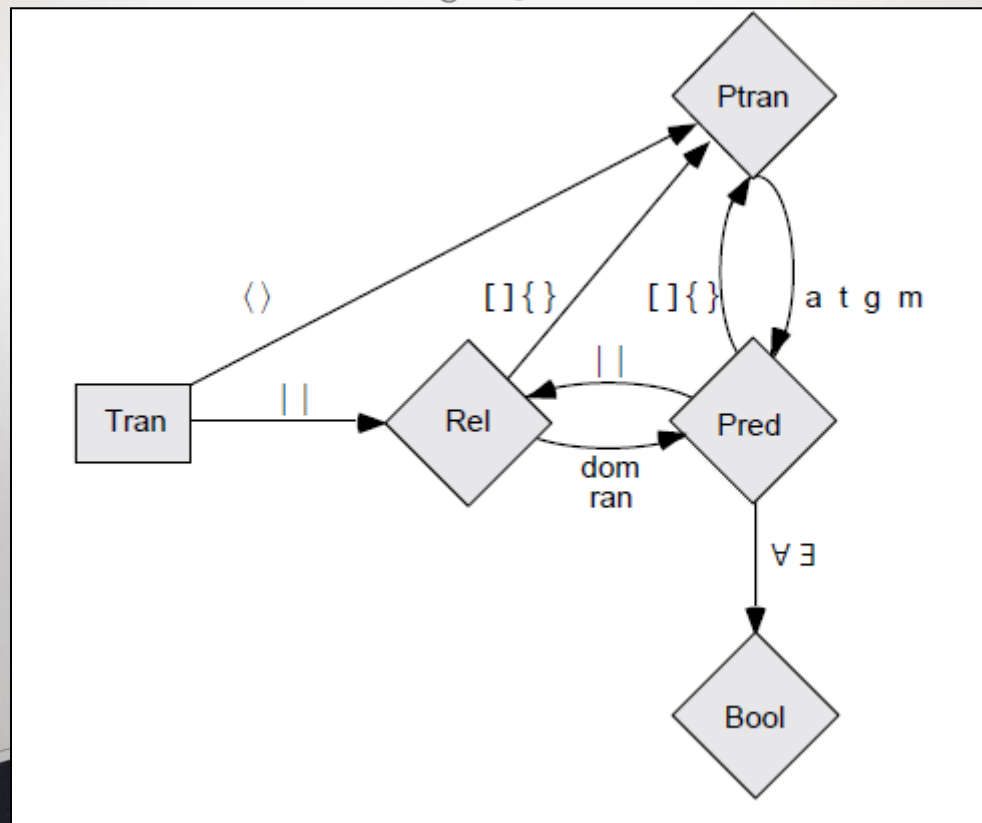 Ptran
⟨ ⟩
[ ] { }
[ ] { }
a t g m
| |
| |
Tran
Rel
Pred
dom
ran
∀ ∃
Bool